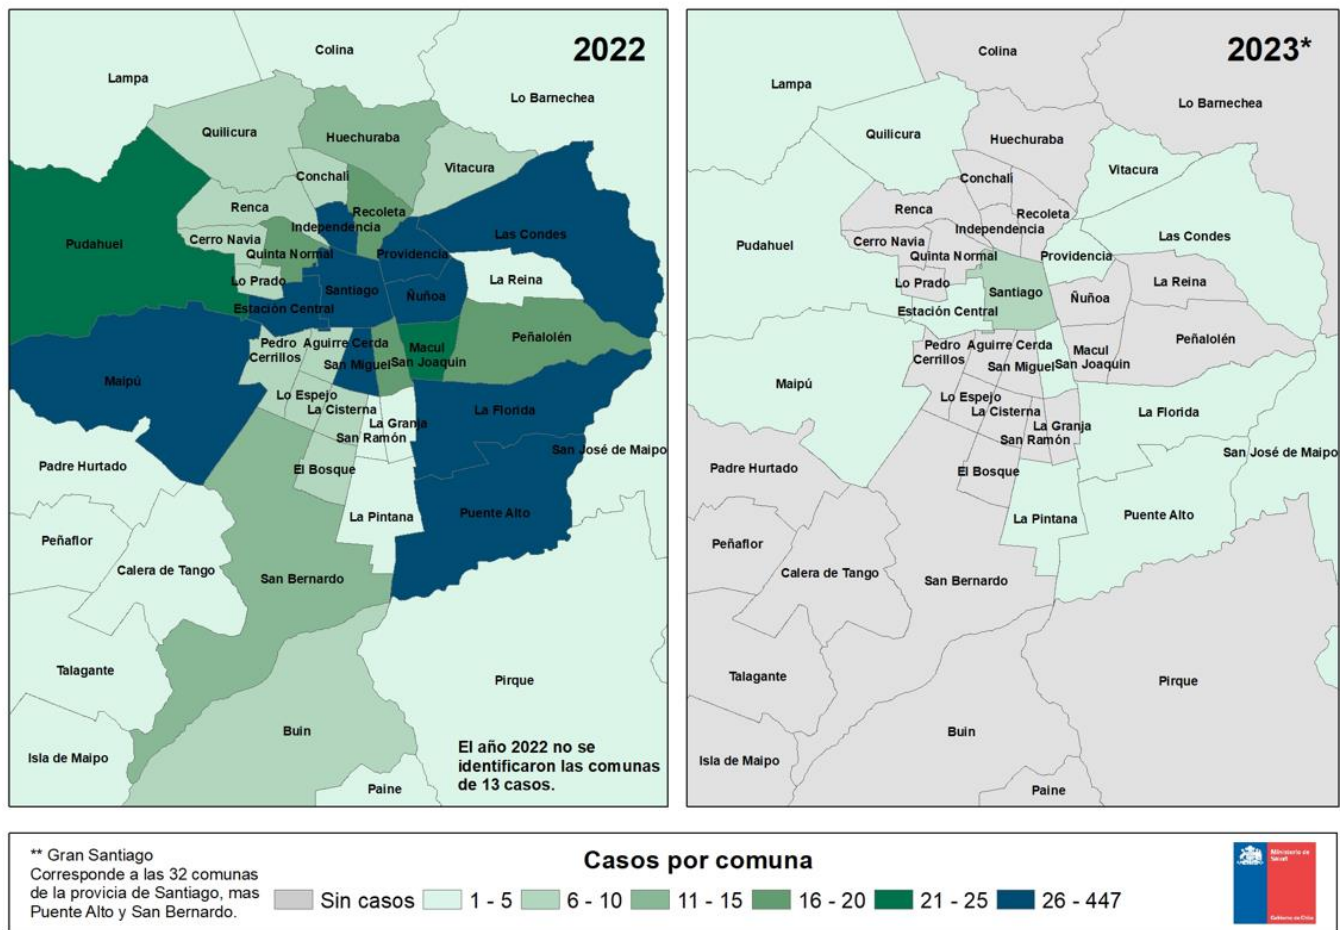 2022
Colina
Lampa
Lo Barnechea
Quilicura
Huechuraba
Vitacura
Conchalí
Renca
Recoleta
Independencia
Las Condes
Pudahuel
Cerro Navia
Quinta Normal
Providencia
Lo Prado
La Reina
Santiago
Ñuñoa
Estación Central
Peñalolén
Pedro Aguirre Cerda
Macul
Cerrillos
San Miguel
San Joaquin
Maipú
Lo Espejo
La Cisterna
La Florida
La Granja
San Ramón
San José de Maipo
Padre Hurtado
El Bosque
Puente Alto
La Pintana
Peñaflor
Calera de Tango
San Bernardo
Talagante
Pirque
Buin
Isla de Maipo
Paine
El año 2022 no se
identificaron las comunas
de 13 casos.
2023*
Colina
Lampa
Lo Barnechea
Quilicura
Huechuraba
Vitacura
Conchalí
Renca
Recoleta
Independencia
Las Condes
Pudahuel
Cerro Navia
Quinta Normal
Providencia
Lo Prado
La Reina
Santiago
Ñuñoa
Estación Central
Peñalolén
Pedro Aguirre Cerda
Macul
Cerrillos
San Miguel
San Joaquin
Maipú
Lo Espejo
La Cisterna
La Florida
La Granja
San Ramón
San José de Maipo
Padre Hurtado
El Bosque
Puente Alto
La Pintana
Peñaflor
Calera de Tango
San Bernardo
Talagante
Pirque
Buin
Isla de Maipo
Paine
** Gran Santiago
Corresponde a las 32 comunas
de la provicia de Santiago, mas
Puente Alto y San Bernardo.
Casos por comuna
Sin casos 1 - 5 6 - 10 11 - 15 16 - 20 21 - 25 26 - 447
Ministerio de
Salud
Gobierno de Chile